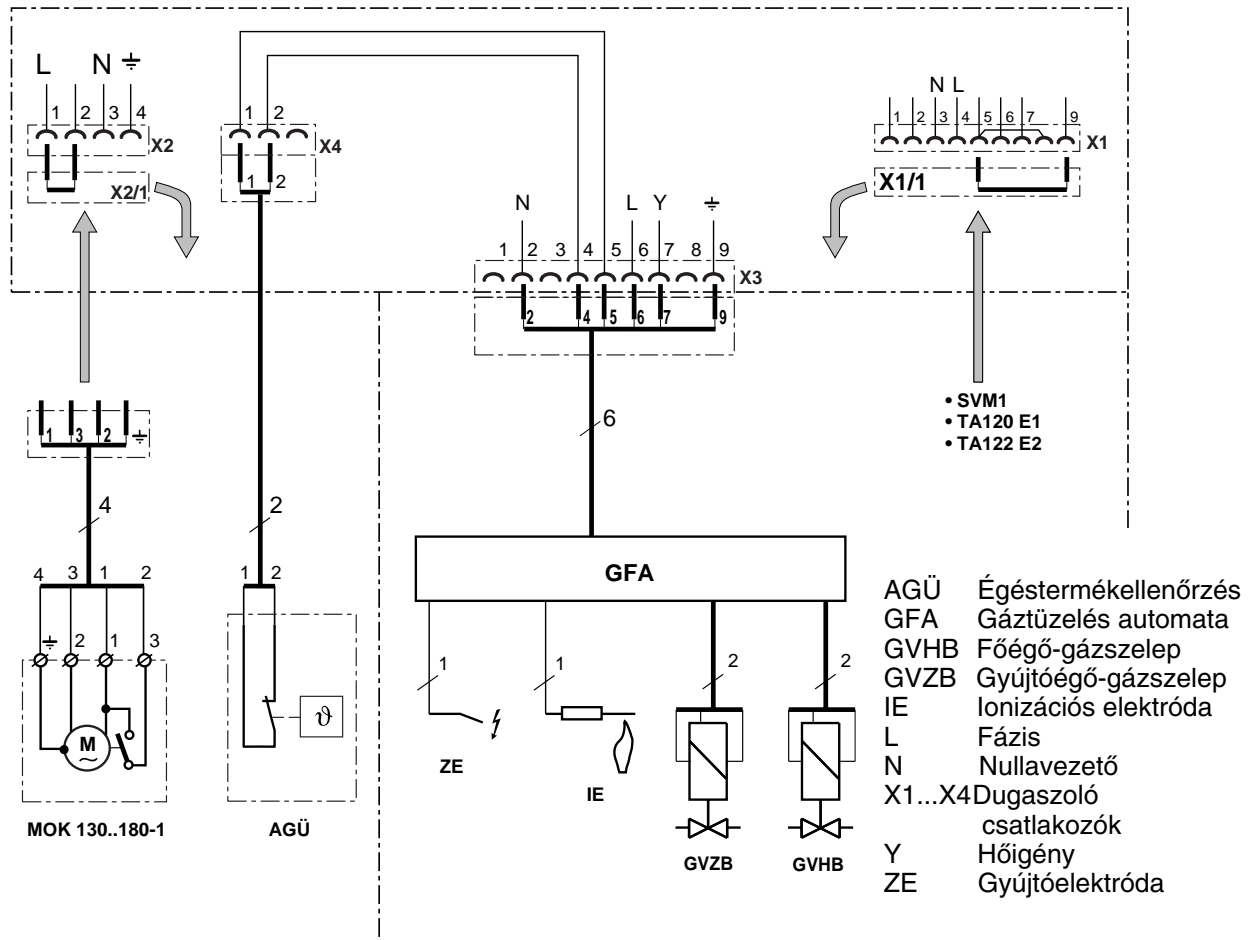 L N
1 2 3 4
X2
X2/1
1 2
X4
1 2
N L
1 2 3 4 5 6 7 9
X1
X1/1
N L Y
1 2 3 4 5 6 7 8 9
X3
2 4 5 6 7 9
• SVM1
• TA120 E1
• TA122 E2
1 3 2
4
2
6
4 3 1 2
1 2
2 1 3
M
~
ϑ
MOK 130..180-1
AGÜ
GFA
1 1 2 2
ZE
IE
GVZB
GVHB
AGÜ Égéstermékellenőrzés
GFA Gáztüzelés automata
GVHB Főégő-gázszelep
GVZB Gyújtóégő-gázszelep
IE Ionizációs elektróda
L Fázis
N Nullavezető
X1...X4 Dugaszoló
csatlakozók
Y Hőigény
ZE Gyújtóelektróda